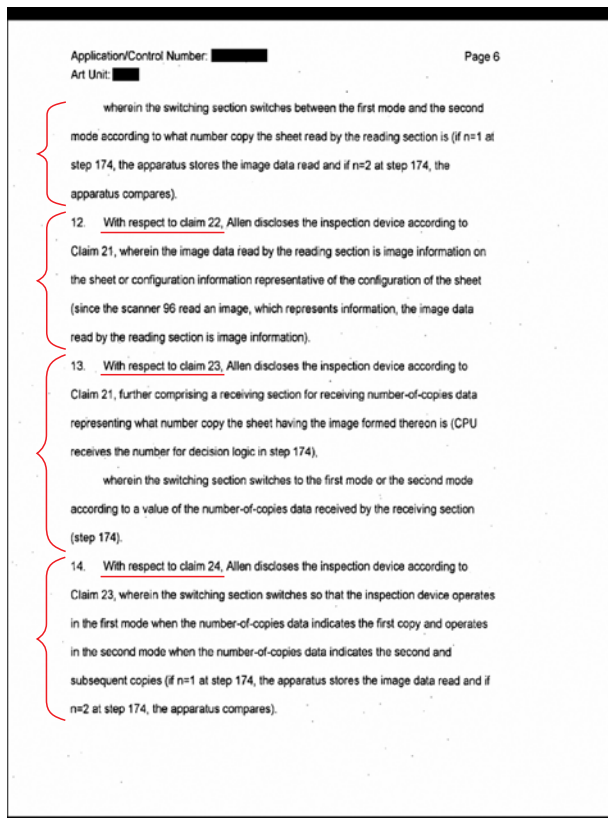 Application/Control Number:
Page 6
Art Unit:
wherein the switching section switches between the first mode and the second
mode according to what number copy the sheet read by the reading section is (if n=1 at
step 174, the apparatus stores the image data read and if n=2 at step 174, the
apparatus compares).
12. With respect to claim 22, Allen discloses the inspection device according to
Claim 21, wherein the image data read by the reading section is image information on
the sheet or configuration information representative of the configuration of the sheet
(since the scanner 96 read an image, which represents information, the image data
read by the reading section is image information).
13. With respect to claim 23, Allen discloses the inspection device according to
Claim 21, further comprising a receiving section for receiving number-of-copies data
representing what number copy the sheet having the image formed thereon is (CPU
receives the number for decision logic in step 174),
wherein the switching section switches to the first mode or the second mode
according to a value of the number-of-copies data received by the receiving section
(step 174).
14. With respect to claim 24, Allen discloses the inspection device according to
Claim 23, wherein the switching section switches so that the inspection device operates
in the first mode when the number-of-copies data indicates the first copy and operates
in the second mode when the number-of-copies data indicates the second and
subsequent copies (if n=1 at step 174, the apparatus stores the image data read and if
n=2 at step 174, the apparatus compares).